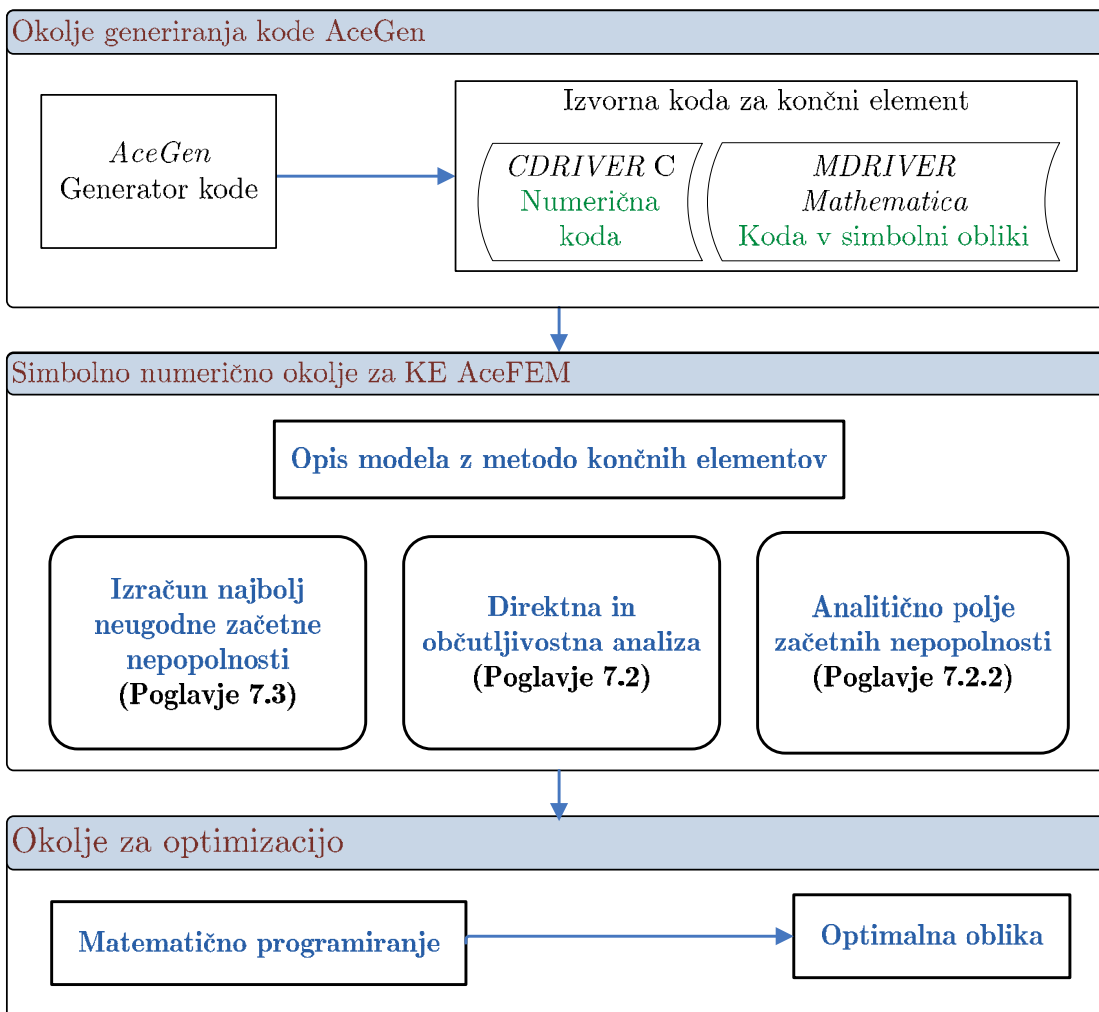 Okolje generiranja kode AceGen
AceGen
Generator kode
Izvorna koda za končni element
CDRIVER C
Numerična
koda
MDRIVER
Mathematica
Koda v simbolni obliki
Simbolno numerično okolje za KE AceFEM
Opis modela z metodo končnih elementov
Izračun najbolj
neugodne začetne
nepopolnosti
(Poglavje 7.3)
Direktna in
občutljivostna analiza
(Poglavje 7.2)
Analitično polje
začetnih nepopolnosti
(Poglavje 7.2.2)
Okolje za optimizacijo
Matematično programiranje
Optimalna oblika